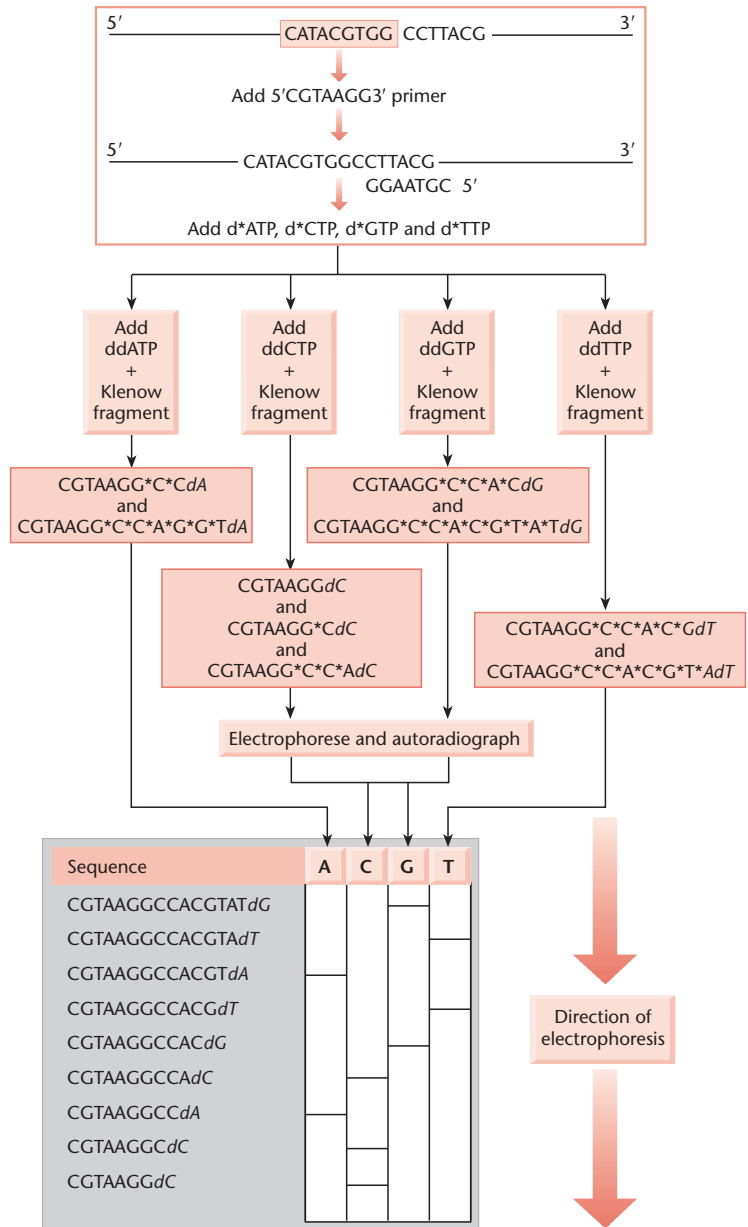 5′ 3′
CATACGTGG CCTTACG
Add 5′CGTAAGG3′ primer
5′ 3′
CATACGTGGCCTTACG
GGAATGC 5′
Add d*ATP, d*CTP, d*GTP and d*TTP
Add
ddATP
+
Klenow
fragment
Add
ddCTP
+
Klenow
fragment
Add
ddGTP
+
Klenow
fragment
Add
ddTTP
+
Klenow
fragment
CGTAAGG*C*CdA
and
CGTAAGG*C*C*A*G*G*TdA
CGTAAGG*C*C*A*CdG
and
CGTAAGG*C*C*A*C*G*T*A*TdG
CGTAAGGdC
and
CGTAAGG*CdC
and
CGTAAGG*C*C*AdC
CGTAAGG*C*C*A*C*GdT
and
CGTAAGG*C*C*A*C*G*T*AdT
Electrophorese and autoradiograph
Sequence A C G T
CGTAAGGCCACGTATdG
CGTAAGGCCACGTAdT
CGTAAGGCCACGTdA
CGTAAGGCCACGdT
CGTAAGGCCACdG
CGTAAGGCCAdC
CGTAAGGCCdA
CGTAAGGCdC
CGTAAGGdC
Direction of
electrophoresis